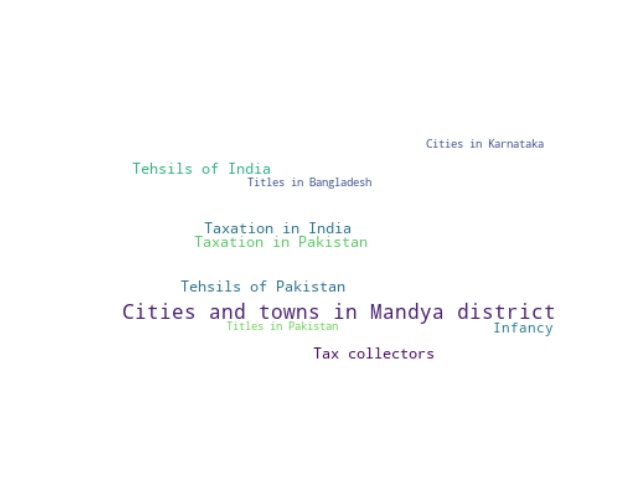 Cities in Karnataka
Tehsils of India
Titles in Bangladesh
Taxation in India
Taxation in Pakistan
Tehsils of Pakistan
Cities and towns in Mandya district
Titles in Pakistan
Infancy
Tax collectors